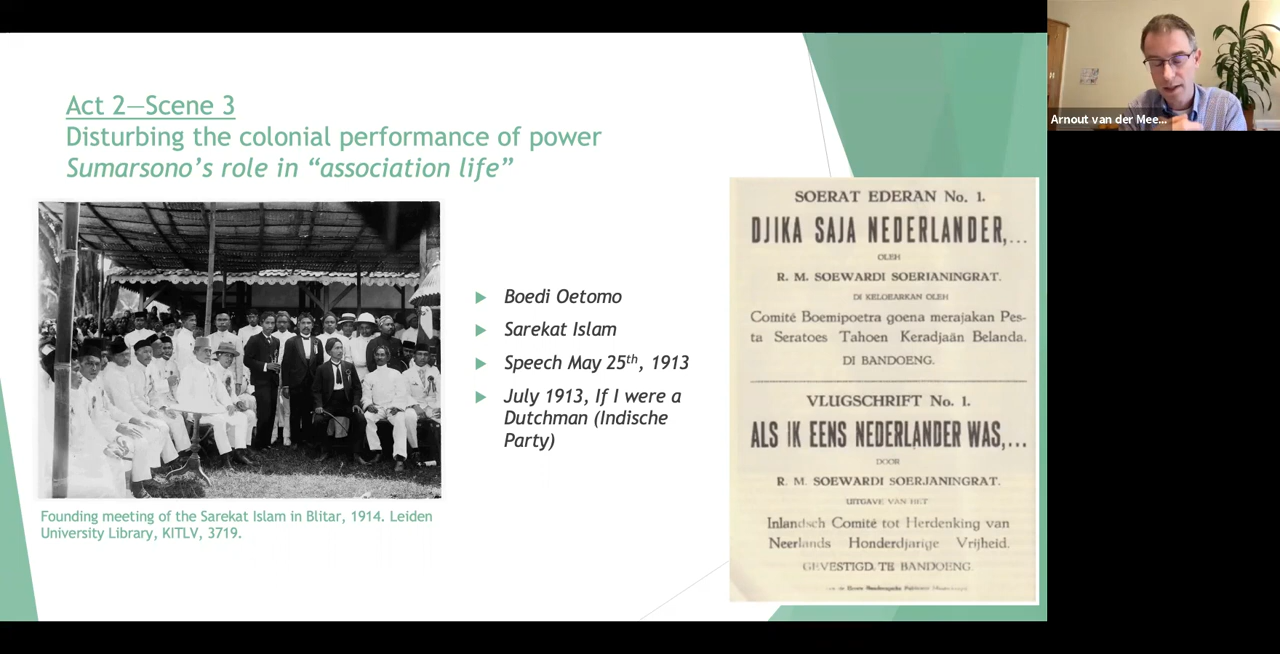 Act 2—Scene 3
Disturbing the colonial performance of power
Sumarsono’s role in “association life”
Founding meeting of the Sarekat Islam in Blitar, 1914. Leiden
University Library, KITLV, 3719.
Boedi Oetomo
Sarekat Islam
Speech May 25th, 1913
July 1913, If I were a
Dutchman (Indische
Party)
SOERAT EDERAN No. 1.
DJIKA SAJA NEDERLANDER,...
OLEH
R. M. SOEWARDI SOERIANINGRAT.
DI KELOEARKAN OLEH
Comité Boemipoetra goena merajakan Pes-
ta Seratoes Tahoen Keradjaän Belanda.
DI BANDOENG.
VLUGSCHRIFT No. 1.
ALS IK EENS NEDERLANDER WAS,...
DOOR
R. M. SOEWARDI SOERJANINGRAT.
UITGAVE VAN HET
Inlandsch Comité tot Herdenking van
Neerlands Honderdjarige Vrijheid.
GEVESTIGD TE BANDOENG.
Arnout van der Mee...